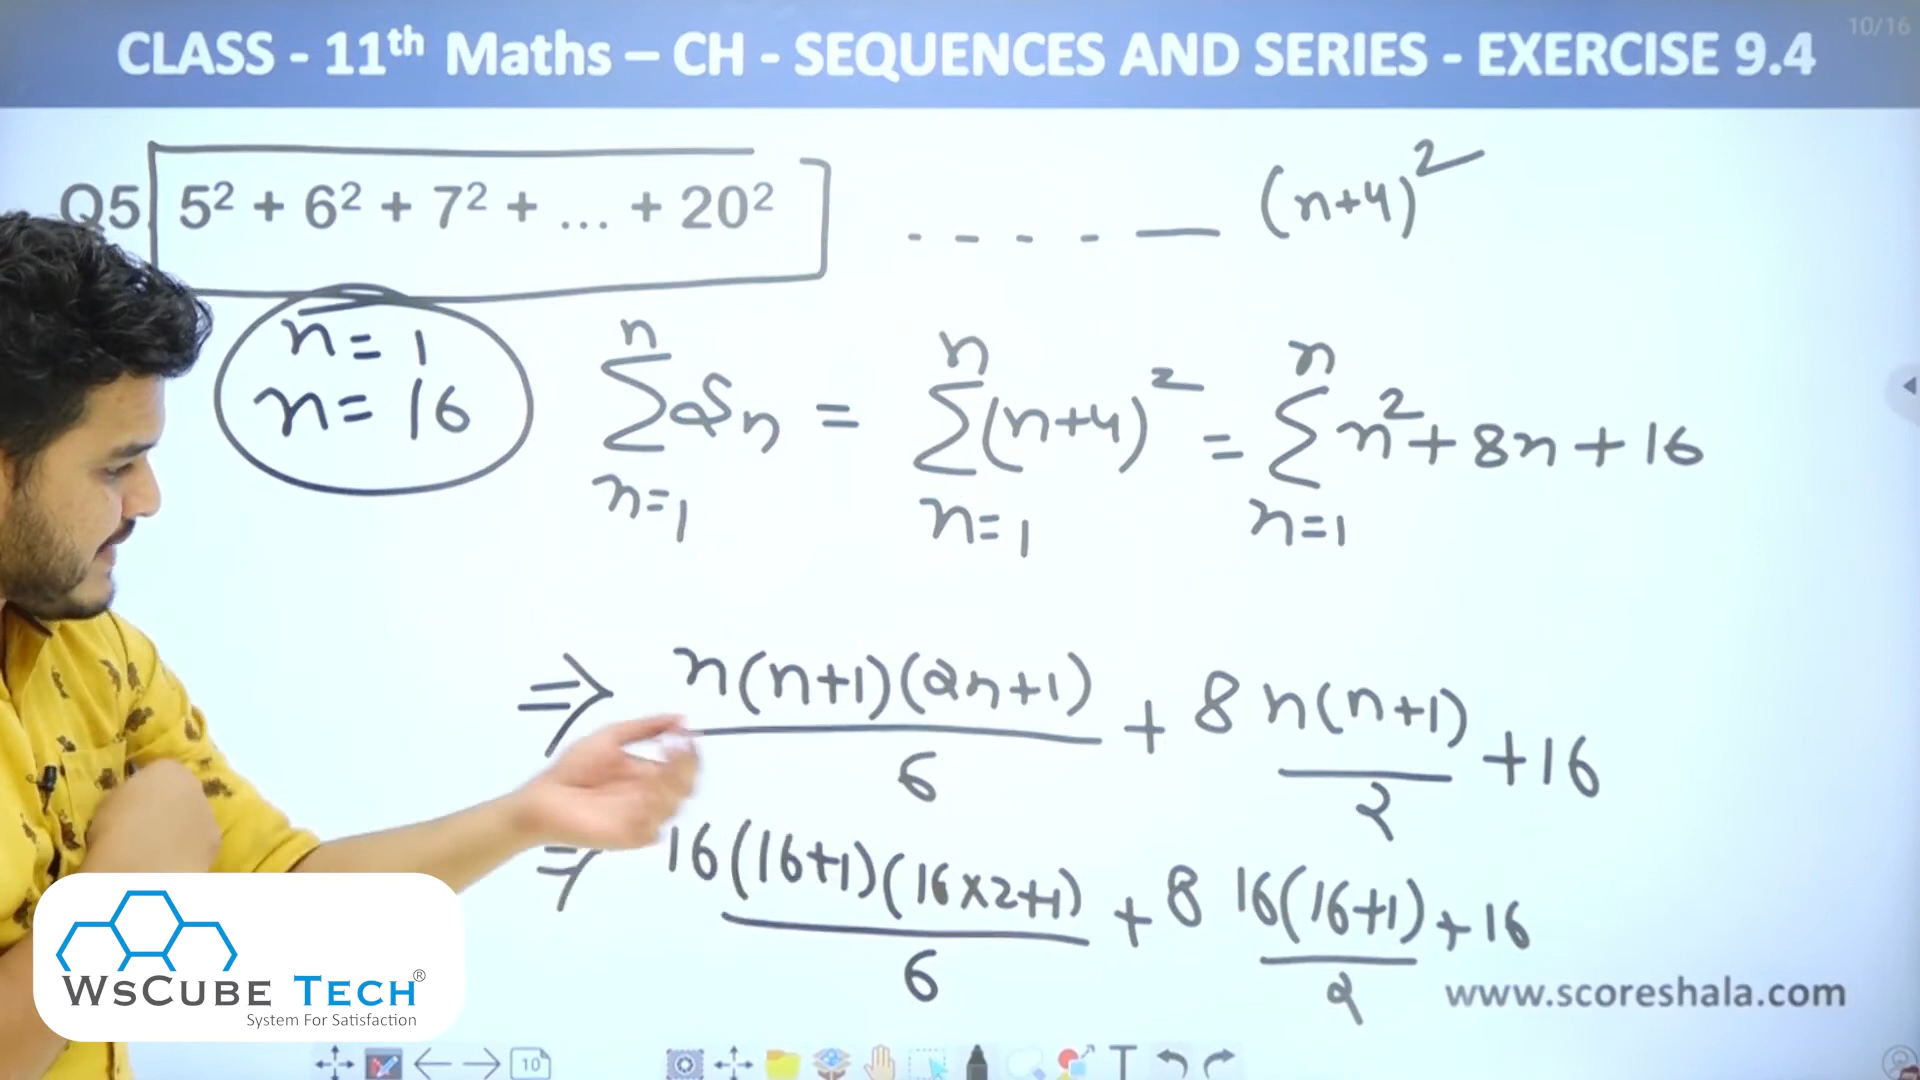 10/16
CLASS - 11th Maths – CH - SEQUENCES AND SERIES - EXERCISE 9.4
Q5 5² + 6² + 7² + ... + 20² - - - - — (n+4)²
n = 1
n = 16
n n n
∑ Sn = ∑ (n+4)² = ∑ n² + 8n + 16
n=1 n=1 n=1
⇒ n(n+1)(2n+1)/6 + 8 n(n+1)/2 + 16
⇒ 16(16+1)(16×2+1)/6 + 8 16(16+1)/2 + 16
WsCube Tech®
System For Satisfaction
www.scoreshala.com
10 T